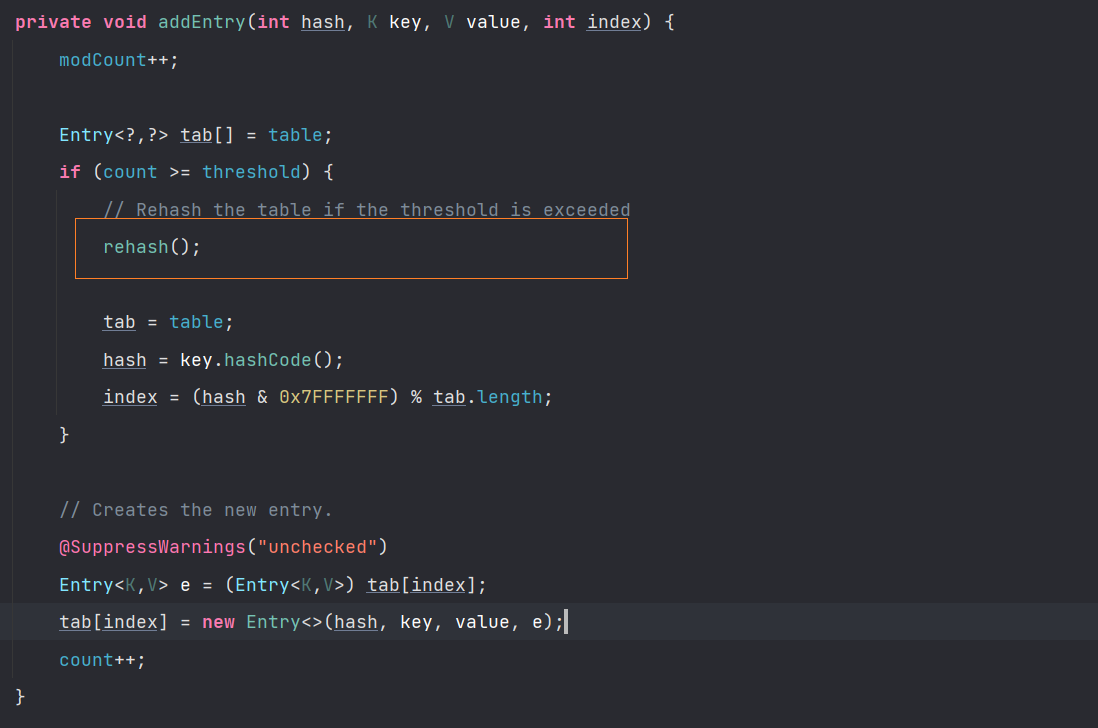 private void addEntry(int hash, K key, V value, int index) {
    modCount++;

    Entry<?,?> tab[] = table;
    if (count >= threshold) {
        // Rehash the table if the threshold is exceeded
        rehash();

        tab = table;
        hash = key.hashCode();
        index = (hash & 0x7FFFFFFF) % tab.length;
    }

    // Creates the new entry.
    @SuppressWarnings("unchecked")
    Entry<K,V> e = (Entry<K,V>) tab[index];
    tab[index] = new Entry<>(hash, key, value, e);
    count++;
}